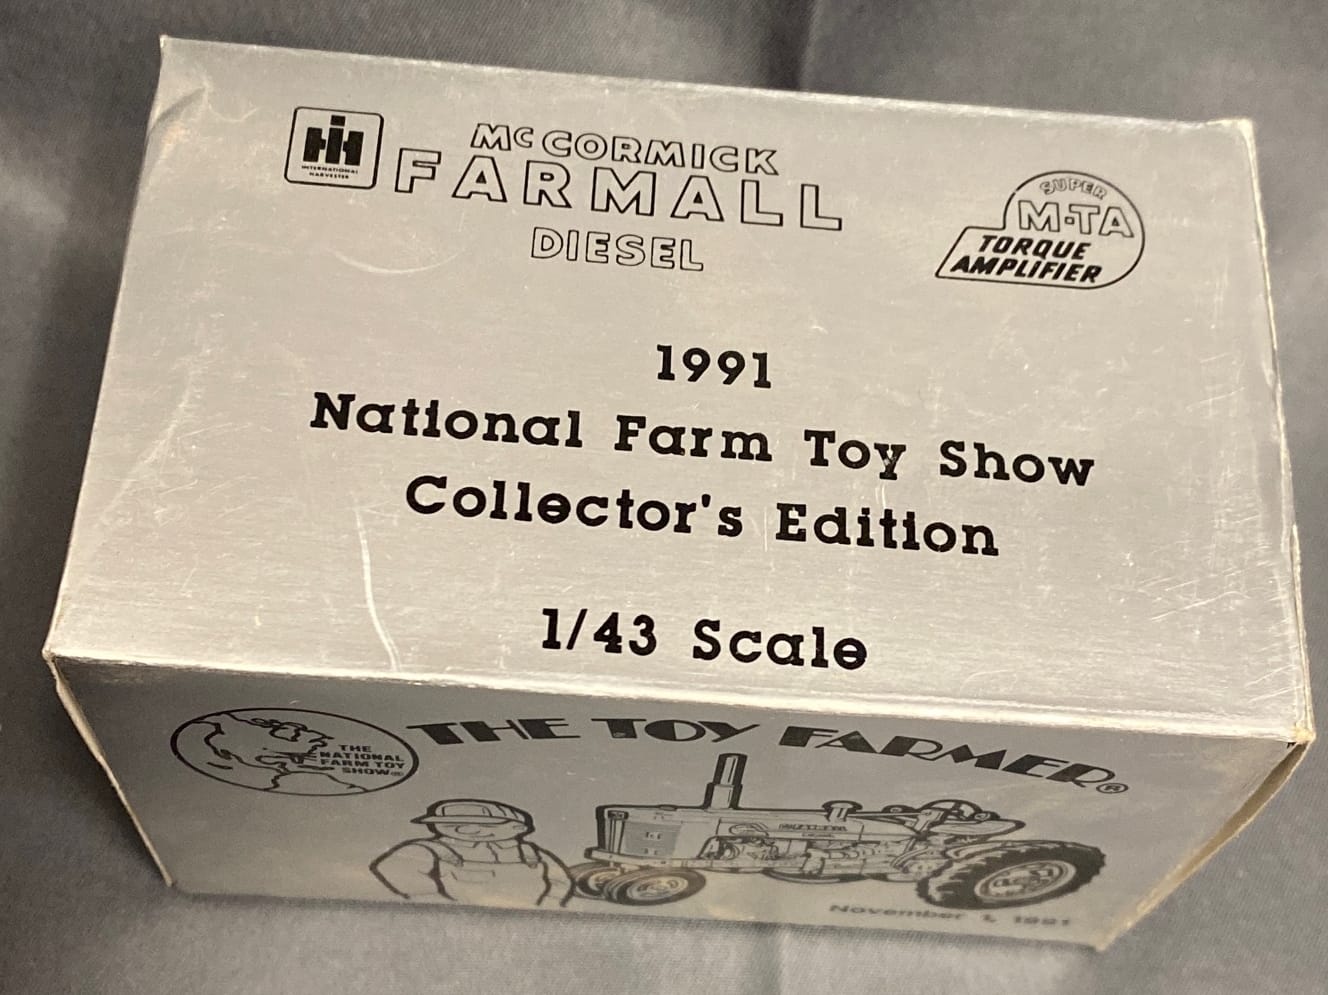 IH
INTERNATIONAL
HARVESTER
McCORMICK
FARMALL
DIESEL
SUPER
M-TA
TORQUE
AMPLIFIER
1991
National Farm Toy Show
Collector's Edition
1/43 Scale
THE TOY FARMER®
THE
NATIONAL
FARM TOY
SHOW®
November 1, 1991